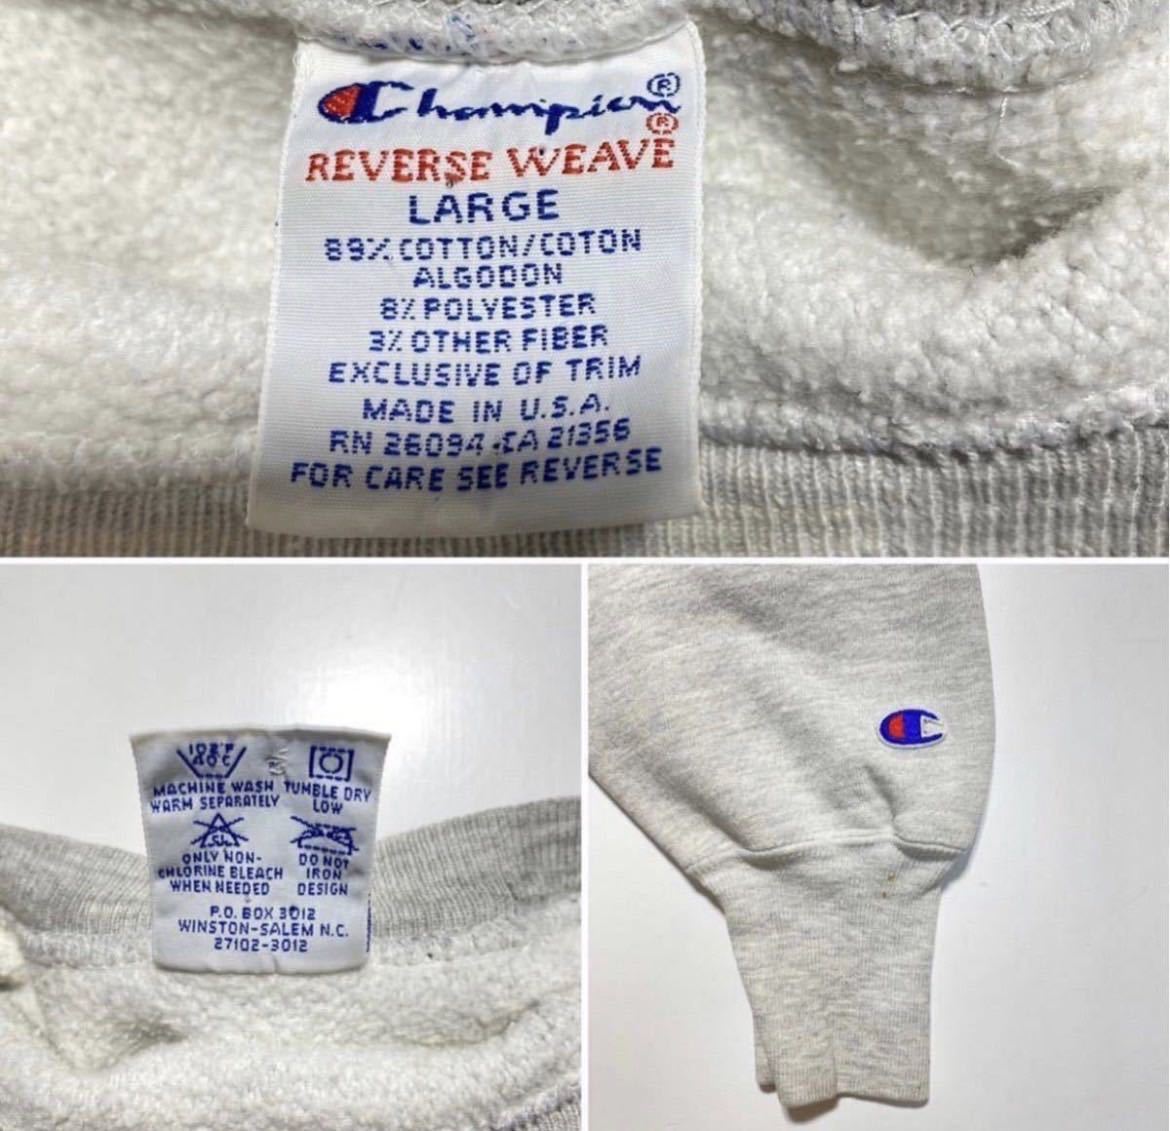 Champion®
REVERSE WEAVE®
LARGE
89% COTTON/COTON
ALGODON
8% POLYESTER
3% OTHER FIBER
EXCLUSIVE OF TRIM
MADE IN U.S.A.
RN 26094-CA 21356
FOR CARE SEE REVERSE
105°F
40C
MACHINE WASH
WARM SEPARATELY
TUMBLE DRY
LOW
ONLY NON-
CHLORINE BLEACH
WHEN NEEDED
DO NOT
IRON
DESIGN
P.O. BOX 3012
WINSTON-SALEM N.C.
27102-3012